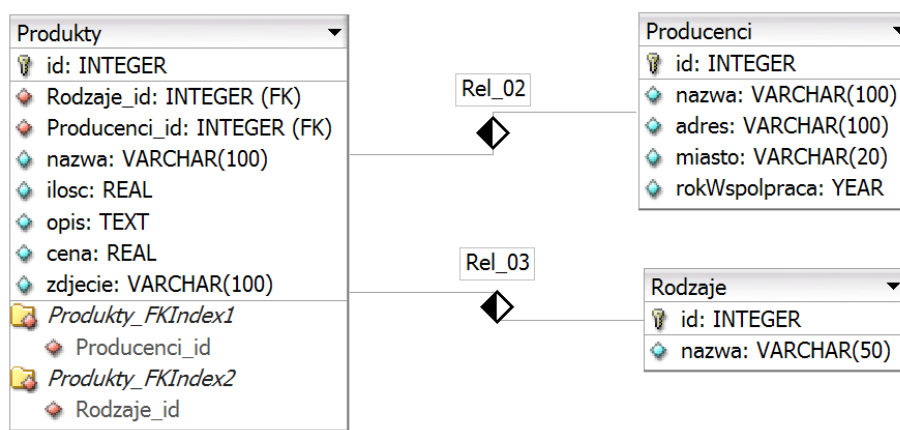 Produkty
id: INTEGER
Rodzaje_id: INTEGER (FK)
Producenci_id: INTEGER (FK)
nazwa: VARCHAR(100)
ilosc: REAL
opis: TEXT
cena: REAL
zdjecie: VARCHAR(100)
Produkty_FKIndex1
Producenci_id
Produkty_FKIndex2
Rodzaje_id
Rel_02
Rel_03
Producenci
id: INTEGER
nazwa: VARCHAR(100)
adres: VARCHAR(100)
miasto: VARCHAR(20)
rokWspolpraca: YEAR
Rodzaje
id: INTEGER
nazwa: VARCHAR(50)